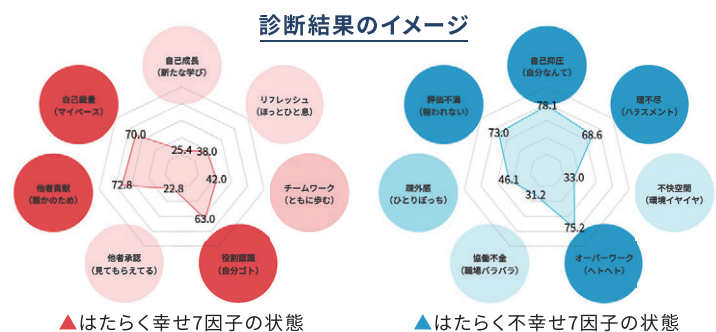 診断結果のイメージ
自己成長
(新たな学び)
リフレッシュ
(ほっとひと息)
チームワーク
(ともに歩む)
役割認識
(自分ゴト)
他者承認
(見てもらえてる)
他者貢献
(誰かのため)
自己裁量
(マイペース)
25.4
38.0
42.0
63.0
22.8
72.8
70.0
▲はたらく幸せ7因子の状態
自己抑圧
(自分なんて)
理不尽
(ハラスメント)
不快空間
(環境イヤイヤ)
オーバーワーク
(ヘトヘト)
協働不全
(職場バラバラ)
疎外感
(ひとりぼっち)
評価不満
(報われない)
78.1
68.6
33.0
75.2
31.2
46.1
73.0
▲はたらく不幸せ7因子の状態